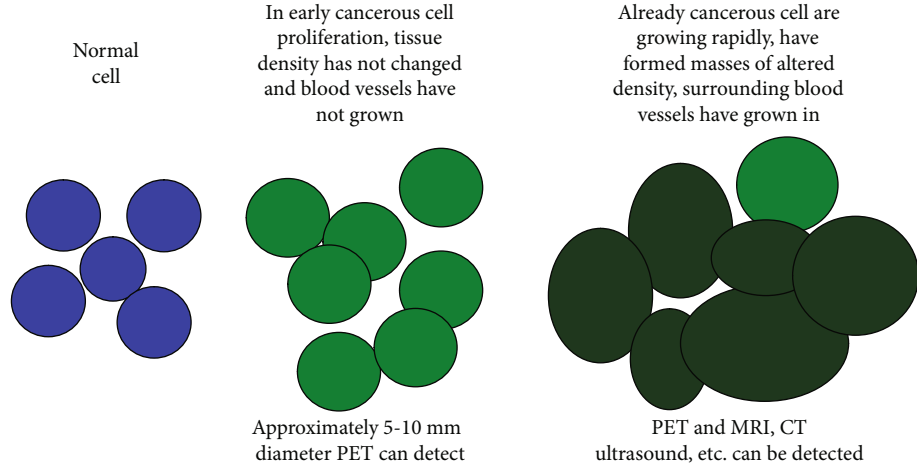 Normal
cell
In early cancerous cell
proliferation, tissue
density has not changed
and blood vessels have
not grown
Already cancerous cell are
growing rapidly, have
formed masses of altered
density, surrounding blood
vessels have grown in
Approximately 5-10 mm
diameter PET can detect
PET and MRI, CT
ultrasound, etc. can be detected